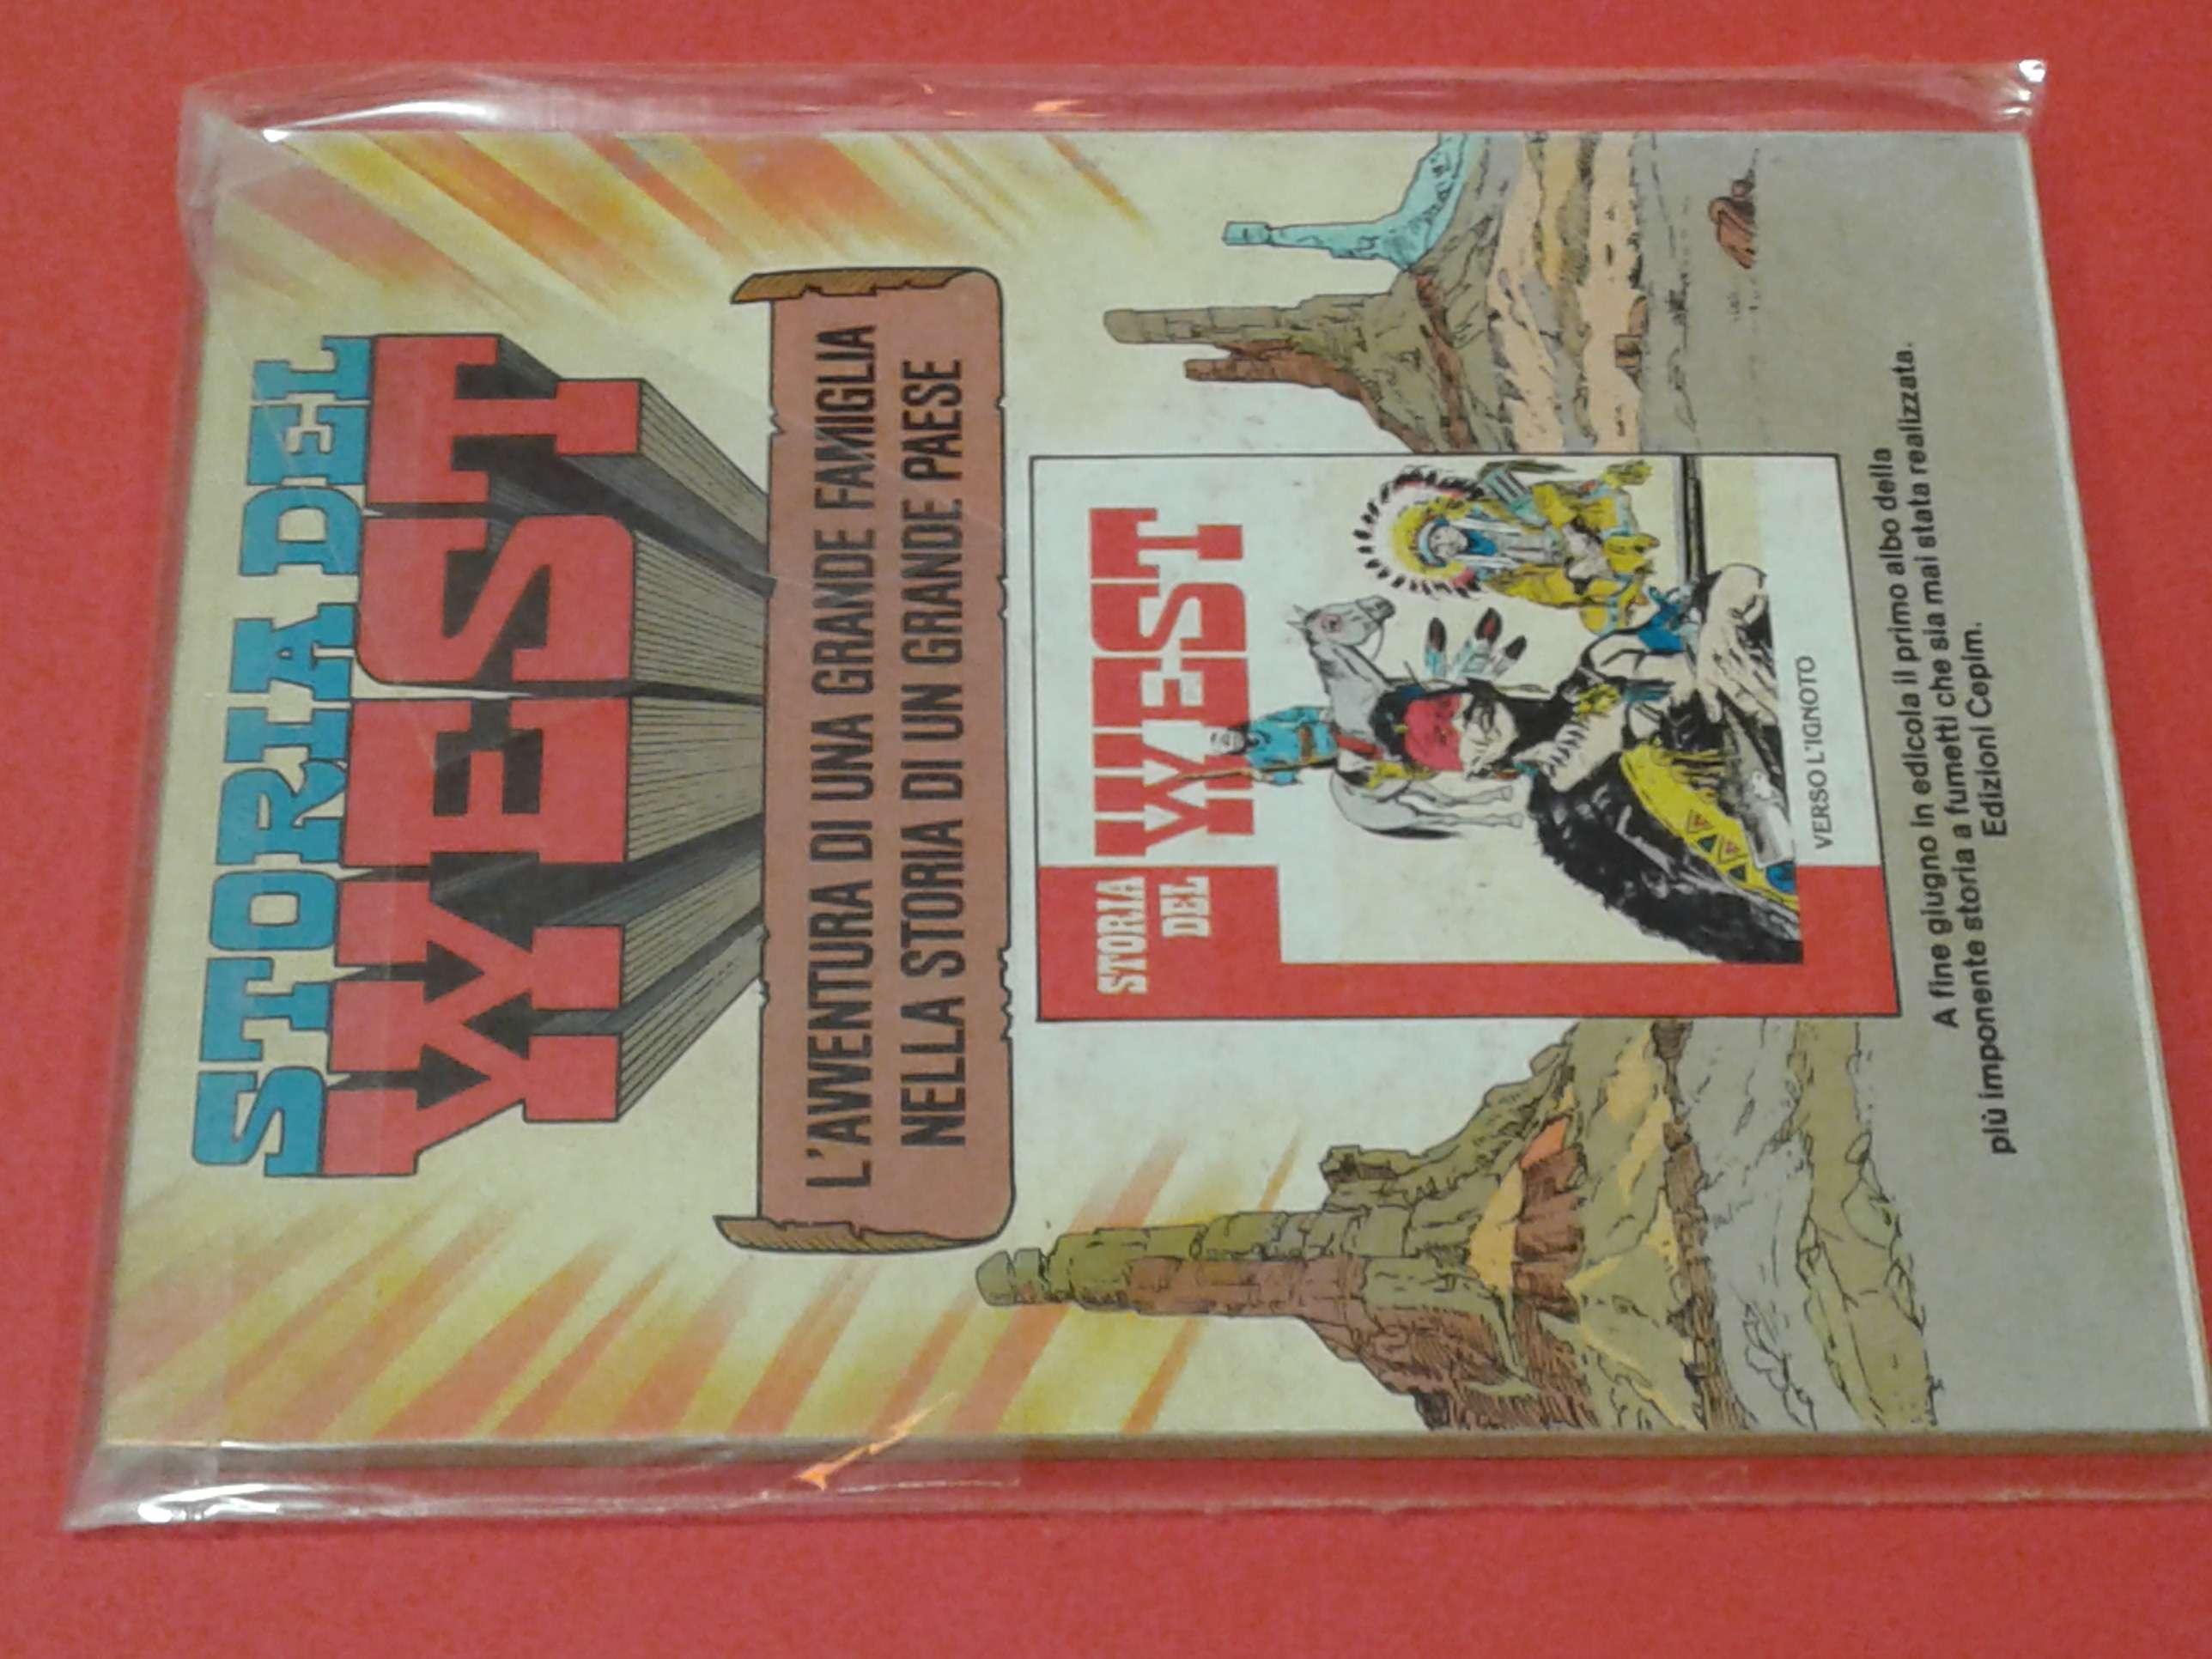 STORIA DEL
WEST
L'AVVENTURA DI UNA GRANDE FAMIGLIA
NELLA STORIA DI UN GRANDE PAESE
STORIA
DEL
WEST
VERSO L'IGNOTO
A fine giugno in edicola il primo albo della
più imponente storia a fumetti che sia mai stata realizzata.
Edizioni Cepim.